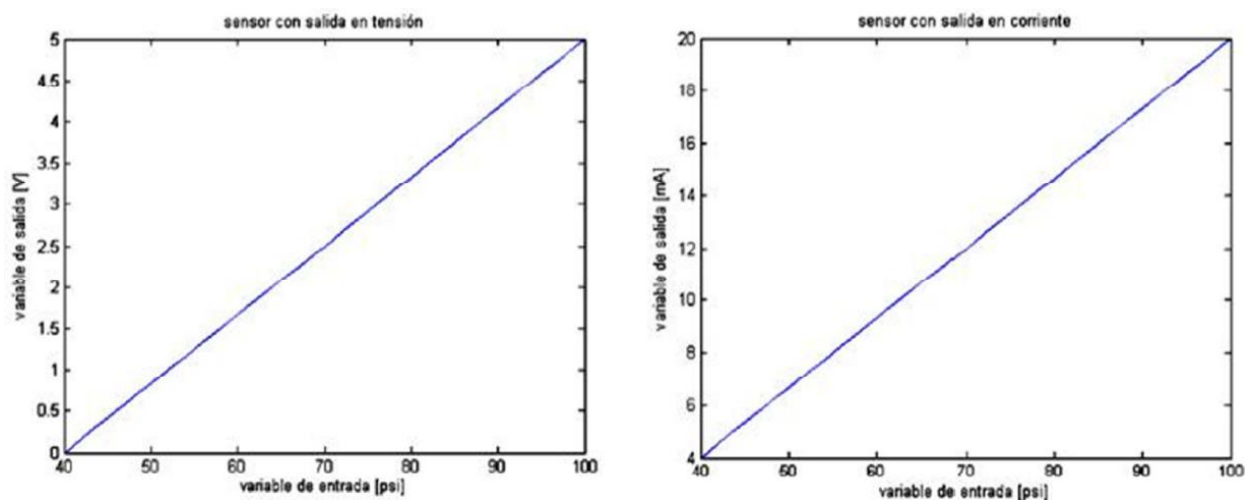 sensor con salida en tensión
5
4.5
4
3.5
3
2.5
2
1.5
1
0.5
0
variable de salida [V]
40 50 60 70 80 90 100
variable de entrada [psi]
sensor con salida en corriente
20
18
16
14
12
10
8
6
4
variable de salida [mA]
40 50 60 70 80 90 100
variable de entrada [psi]